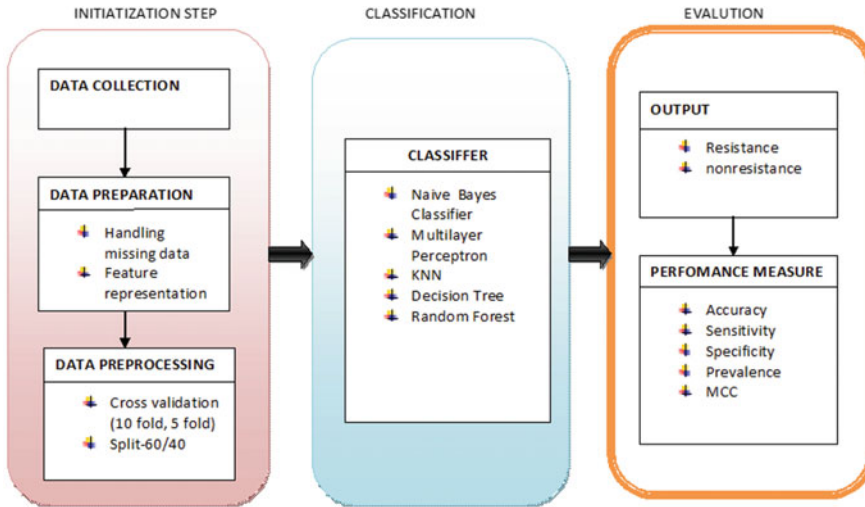 INITIATIZATION STEP
DATA COLLECTION
DATA PREPARATION
Handling
missing data
Feature
representation
DATA PREPROCESSING
Cross validation
(10 fold, 5 fold)
Split-60/40
CLASSIFICATION
CLASSIFFER
Naive Bayes
Classifier
Multilayer
Perceptron
KNN
Decision Tree
Random Forest
EVALUTION
OUTPUT
Resistance
nonresistance
PERFOMANCE MEASURE
Accuracy
Sensitivity
Specificity
Prevalence
MCC